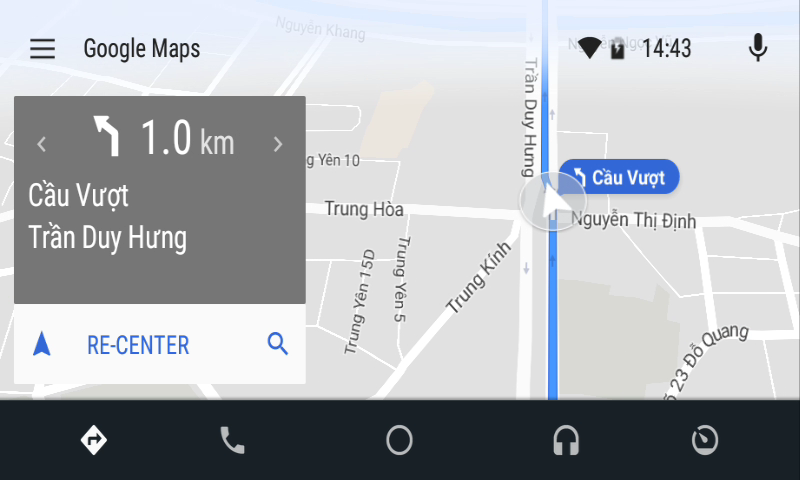 Nguyễn Khang
Google Maps
14:43
1.0 km
Cầu Vượt
Trần Duy Hưng
RE-CENTER
Trần Duy Hưng
g Yên 10
Cầu Vượt
Trung Hòa
Nguyễn Thị Định
Trung Yên 15D
Trung Yên 5
Trung Kính
23 Đỗ Quang